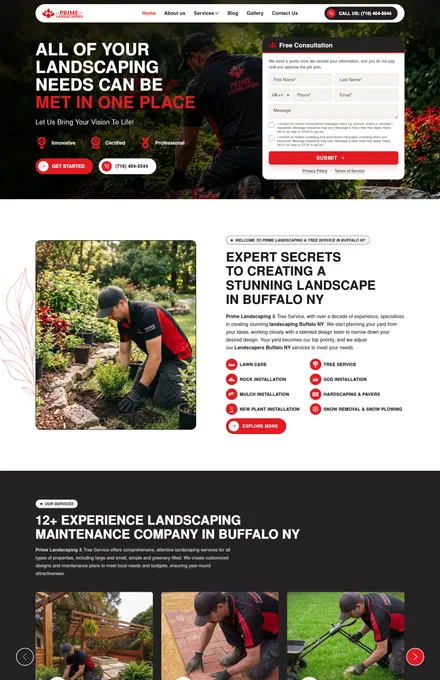 PRIME
LANDSCAPERS
Home About us Services Blog Gallery Contact Us
CALL US: (716) 404-5544
ALL OF YOUR
LANDSCAPING
NEEDS CAN BE
MET IN ONE PLACE
Let Us Bring Your Vision To Life!
Innovative Certified Professional
GET STARTED (716) 404-5544
Free Consultation
We send a quote once we receive your information, and you do not pay
until you approve the job plan.
First Name* Last Name*
US +1 Phone* Email*
Message:
SUBMIT
Privacy Policy Terms of Service
WELCOME TO PRIME LANDSCAPING & TREE SERVICE IN BUFFALO NY
EXPERT SECRETS
TO CREATING A
STUNNING LANDSCAPE
IN BUFFALO NY
Prime Landscaping & Tree Service, with over a decade of experience, specializes
in creating stunning landscaping Buffalo NY. We start planning your yard from
your ideas, working closely with a talented design team to narrow down your
desired design. Your yard becomes our top priority, and we adjust
our Landscapers Buffalo NY services to meet your needs.
LAWN CARE TREE SERVICE
ROCK INSTALLATION SOD INSTALLATION
MULCH INSTALLATION HARDSCAPING & PAVERS
NEW PLANT INSTALLATION SNOW REMOVAL & SNOW PLOWING
EXPLORE MORE
OUR SERVICES
12+ EXPERIENCE LANDSCAPING
MAINTENANCE COMPANY IN BUFFALO NY
Prime Landscaping & Tree Service offers comprehensive, attentive landscaping services for all
types of properties, including large and small, simple and greenery-filled. We create customized
designs and maintenance plans to meet local needs and budgets, ensuring year-round
attractiveness.